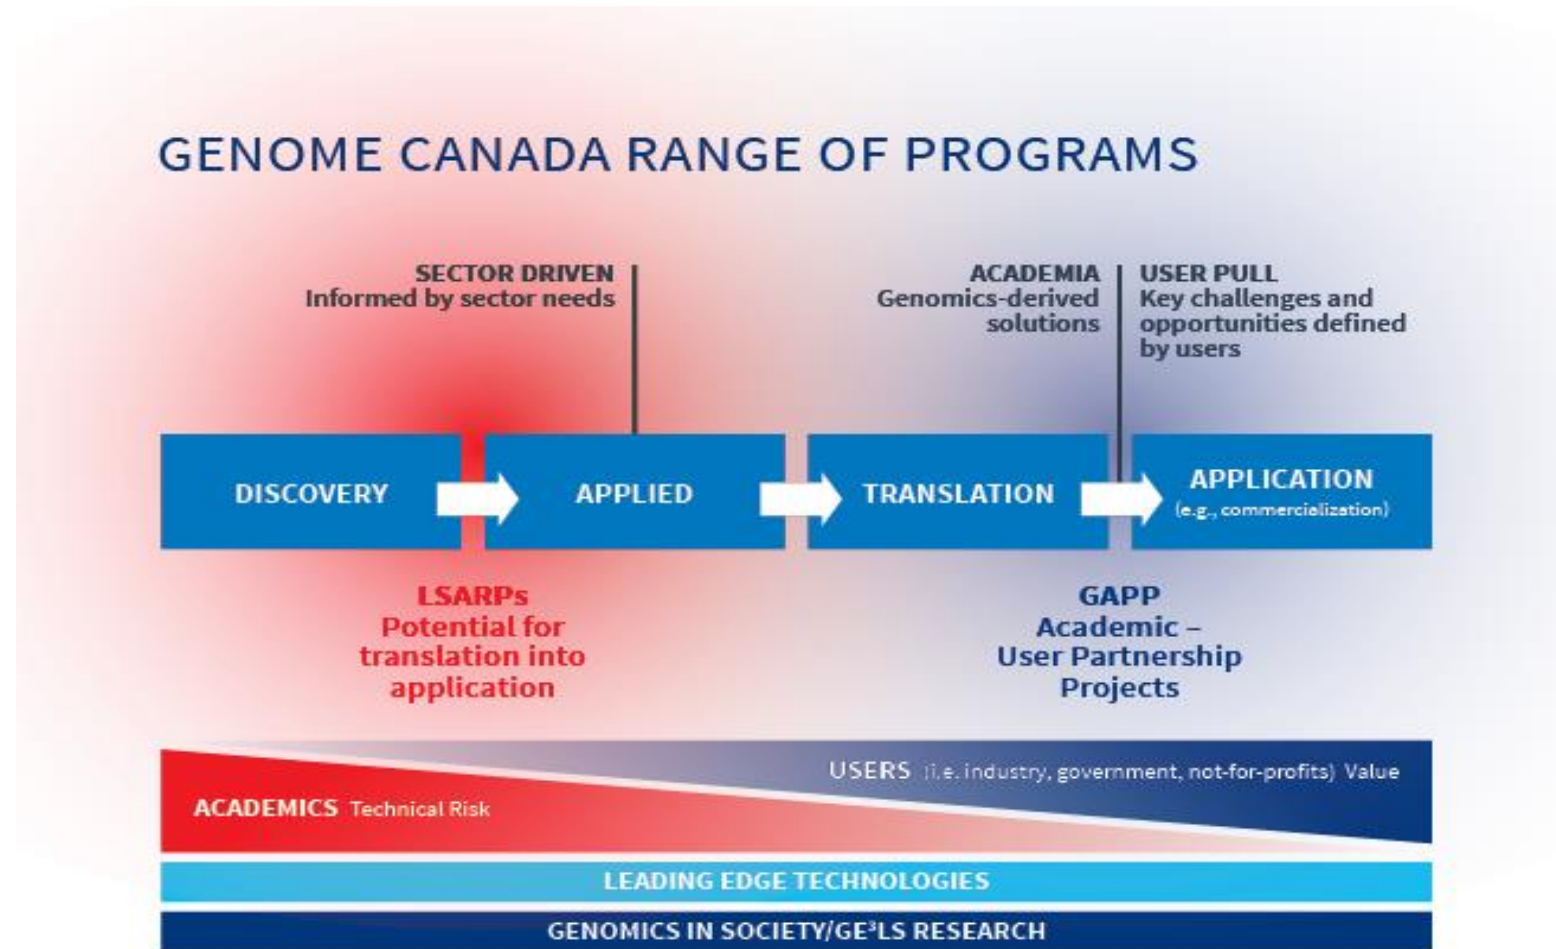 GENOME CANADA RANGE OF PROGRAMS
SECTOR DRIVEN
Informed by sector needs
ACADEMIA
Genomics-derived
solutions
USER PULL
Key challenges and
opportunities defined
by users
DISCOVERY
APPLIED
TRANSLATION
APPLICATION
(e.g., commercialization)
LSARPs
Potential for
translation into
application
GAPP
Academic –
User Partnership
Projects
USERS (i.e. industry, government, not-for-profits) Value
ACADEMICS Technical Risk
LEADING EDGE TECHNOLOGIES
GENOMICS IN SOCIETY/GE³LS RESEARCH